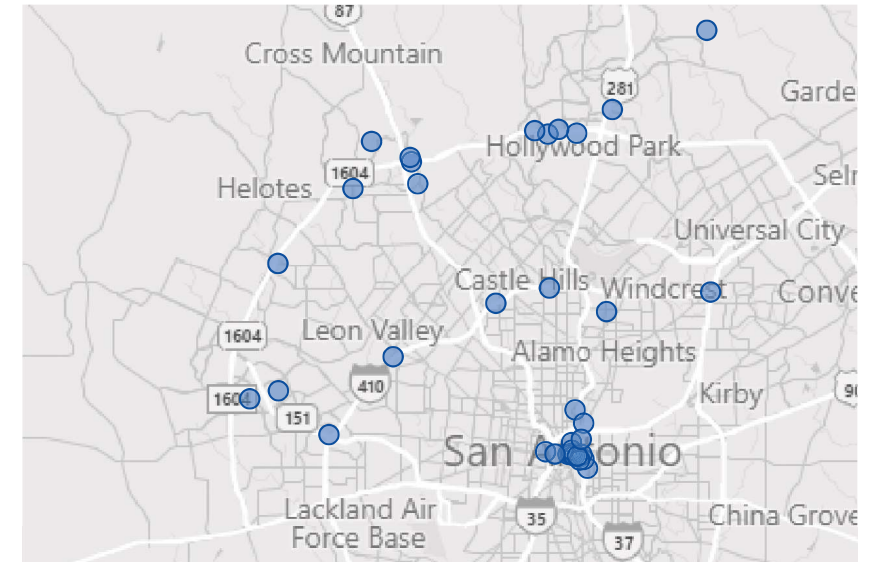 87
Cross Mountain
281
Garde
Hollywood Park
1604
Helotes
Selm
Universal City
Castle Hills
Windcrest
Conve
1604
Leon Valley
Alamo Heights
410
1604
Kirby
90
151
San Antonio
Lackland Air
Force Base
35
China Grove
37